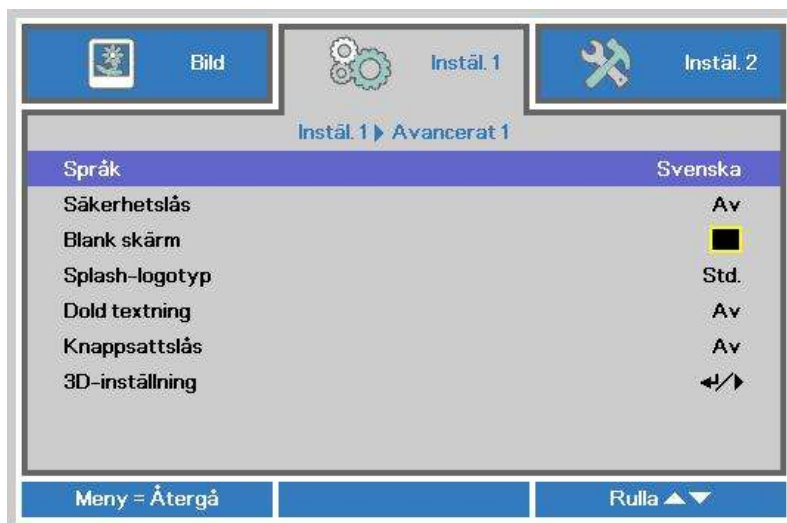 Bild
Instäl. 1
Instäl. 2
Instäl. 1 ▶ Avancerat 1
Språk Svenska
Säkerhetslås Av
Blank skärm
Splash-logotyp Std.
Dold textning Av
Knappsattslås Av
3D-inställning ↵/▶
Meny = Återgå
Rulla ▲▼